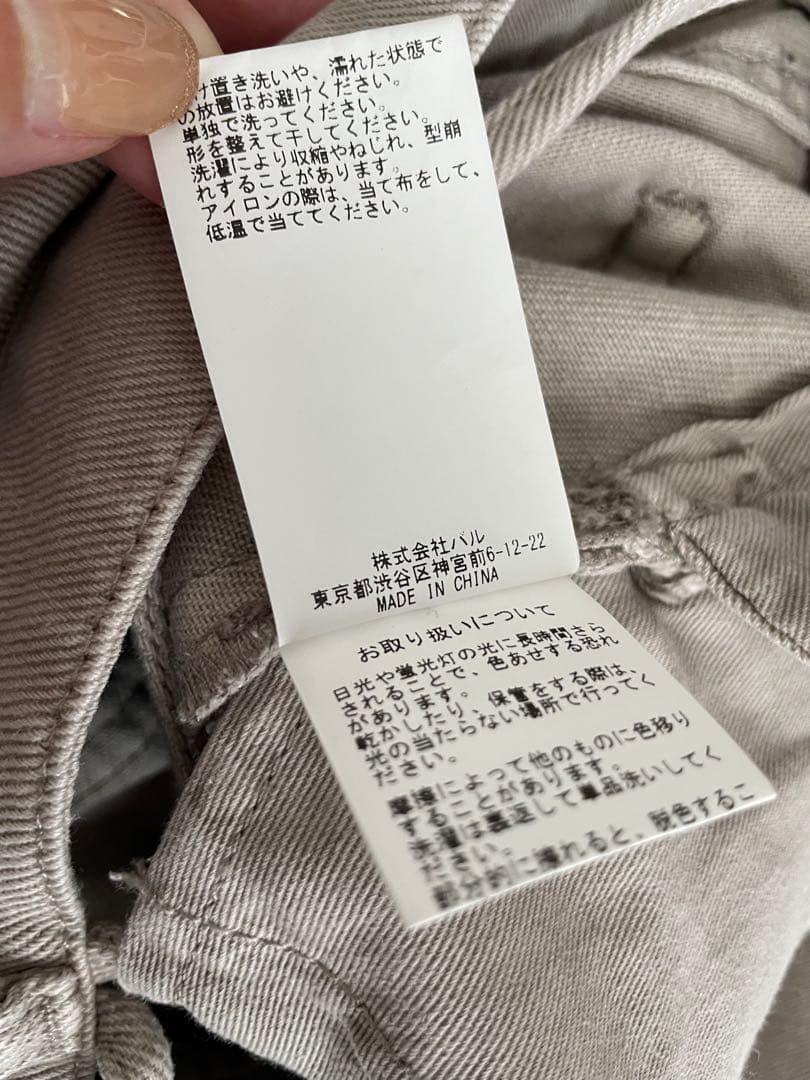 け置き洗いや、濡れた状態で
の放置はお避けください。
単独で洗ってください。
形を整えて干してください。
洗濯により収縮やねじれ、型崩
れすることがあります。
アイロンの際は、当て布をして、
低温で当ててください。
株式会社バル
東京都渋谷区神宮前6-12-22
MADE IN CHINA
お取り扱いについて
日光や蛍光灯の光に長時間さら
されることで、色あせする恐れ
があります。
乾かしたり、保管をする際は、
光の当たらない場所で行ってく
ださい。
摩擦によって他のものに色移り
することがあります。
洗濯は裏返して単品洗いしてく
ださい。
部分的に濡れると、脱色するこ